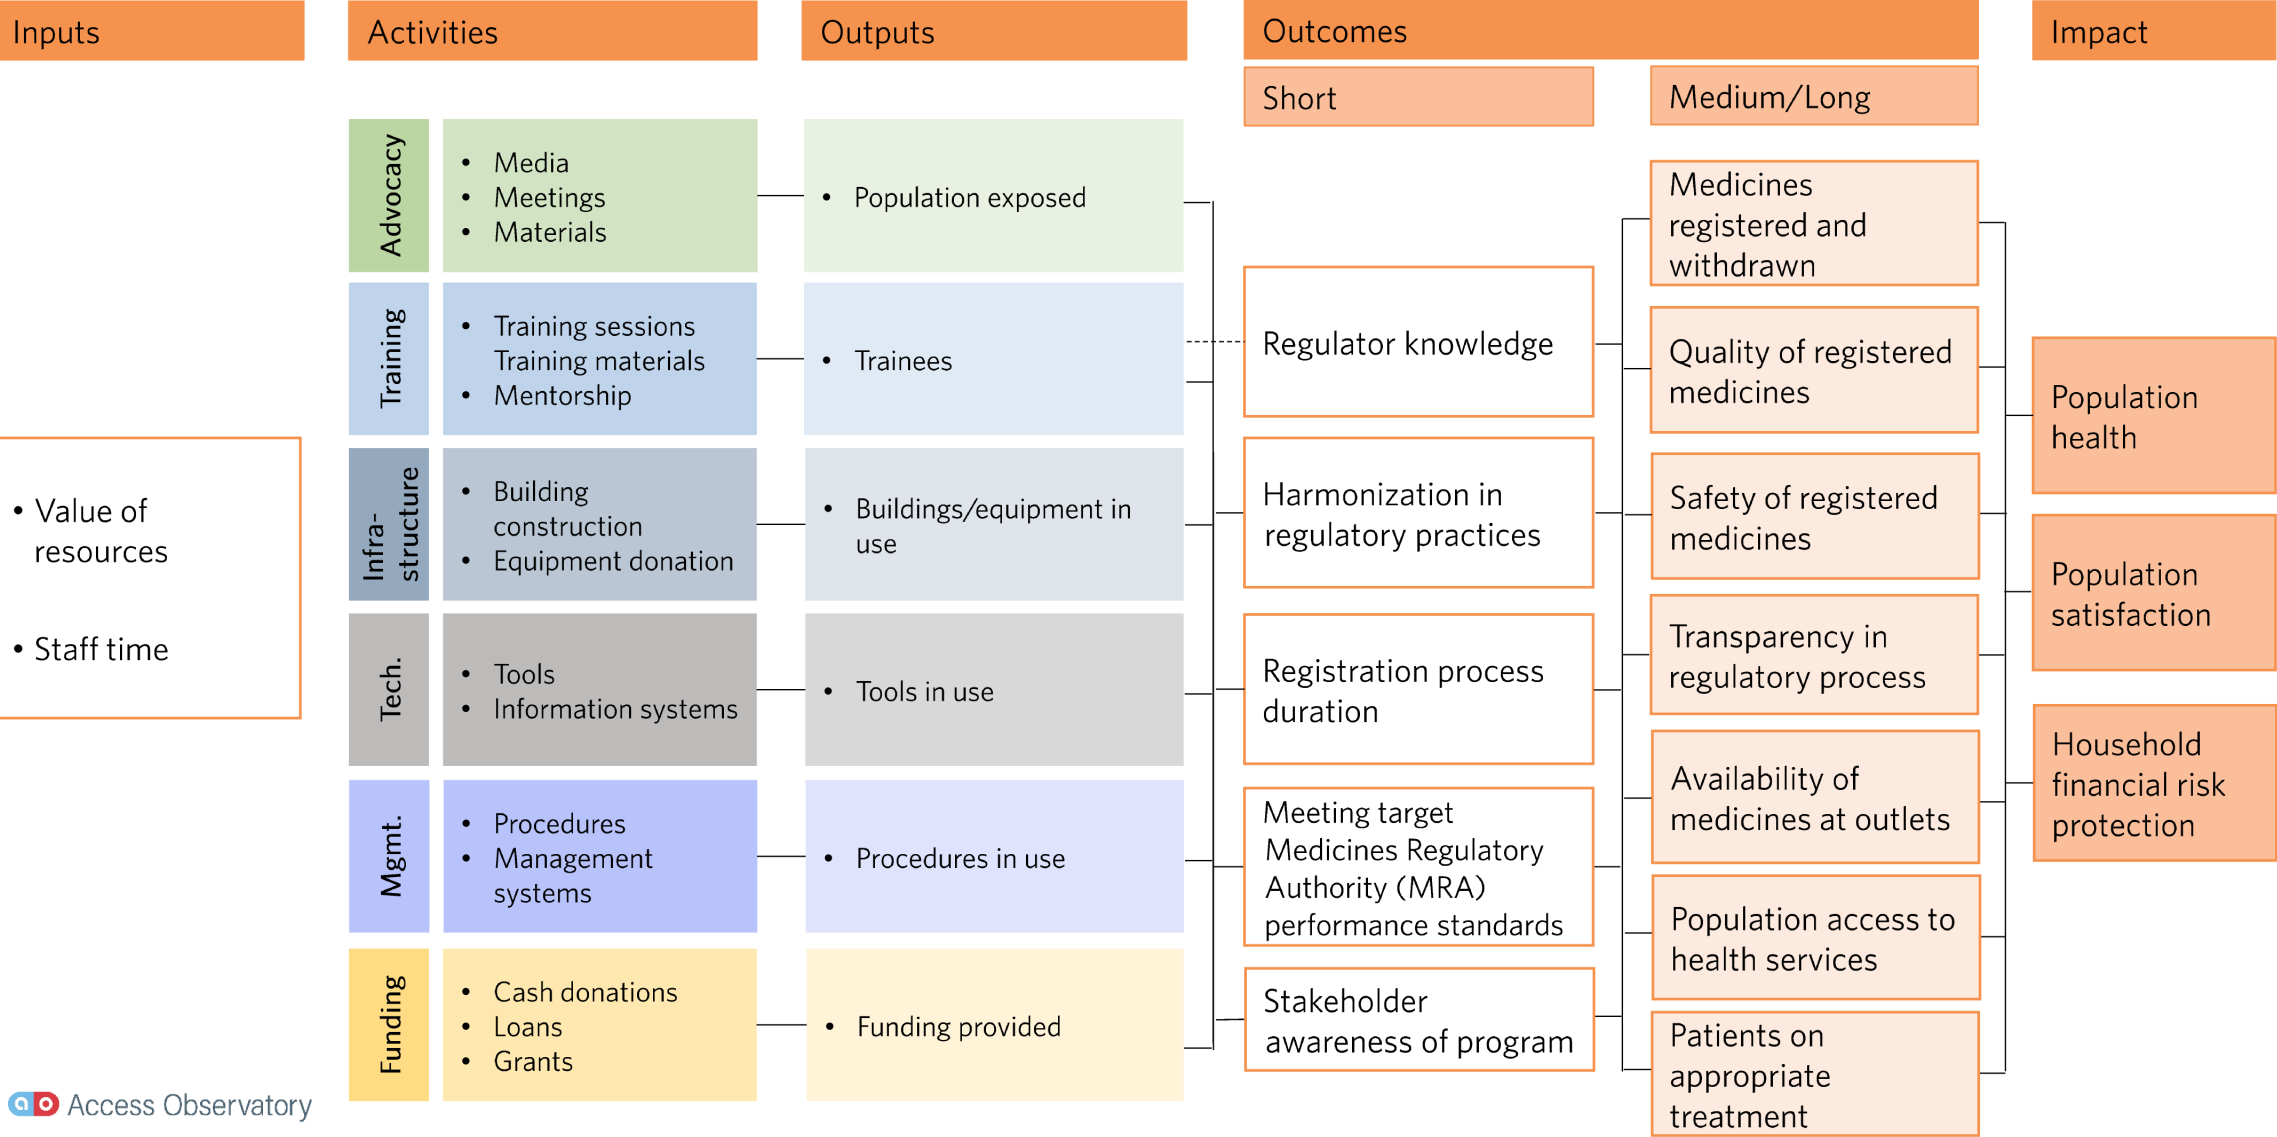 Inputs
Activities
Outputs
Outcomes
Impact
Short
Medium/Long
• Value of
resources
• Staff time
Advocacy
• Media
• Meetings
• Materials
• Population exposed
Training
• Training sessions
Training materials
• Mentorship
• Trainees
Infra-
structure
• Building
construction
• Equipment donation
• Buildings/equipment in
use
Tech.
• Tools
• Information systems
• Tools in use
Mgmt.
• Procedures
• Management
systems
• Procedures in use
Funding
• Cash donations
• Loans
• Grants
• Funding provided
Regulator knowledge
Harmonization in
regulatory practices
Registration process
duration
Meeting target
Medicines Regulatory
Authority (MRA)
performance standards
Stakeholder
awareness of program
Medicines
registered and
withdrawn
Quality of registered
medicines
Safety of registered
medicines
Transparency in
regulatory process
Availability of
medicines at outlets
Population access to
health services
Patients on
appropriate
treatment
Population
health
Population
satisfaction
Household
financial risk
protection
ao Access Observatory